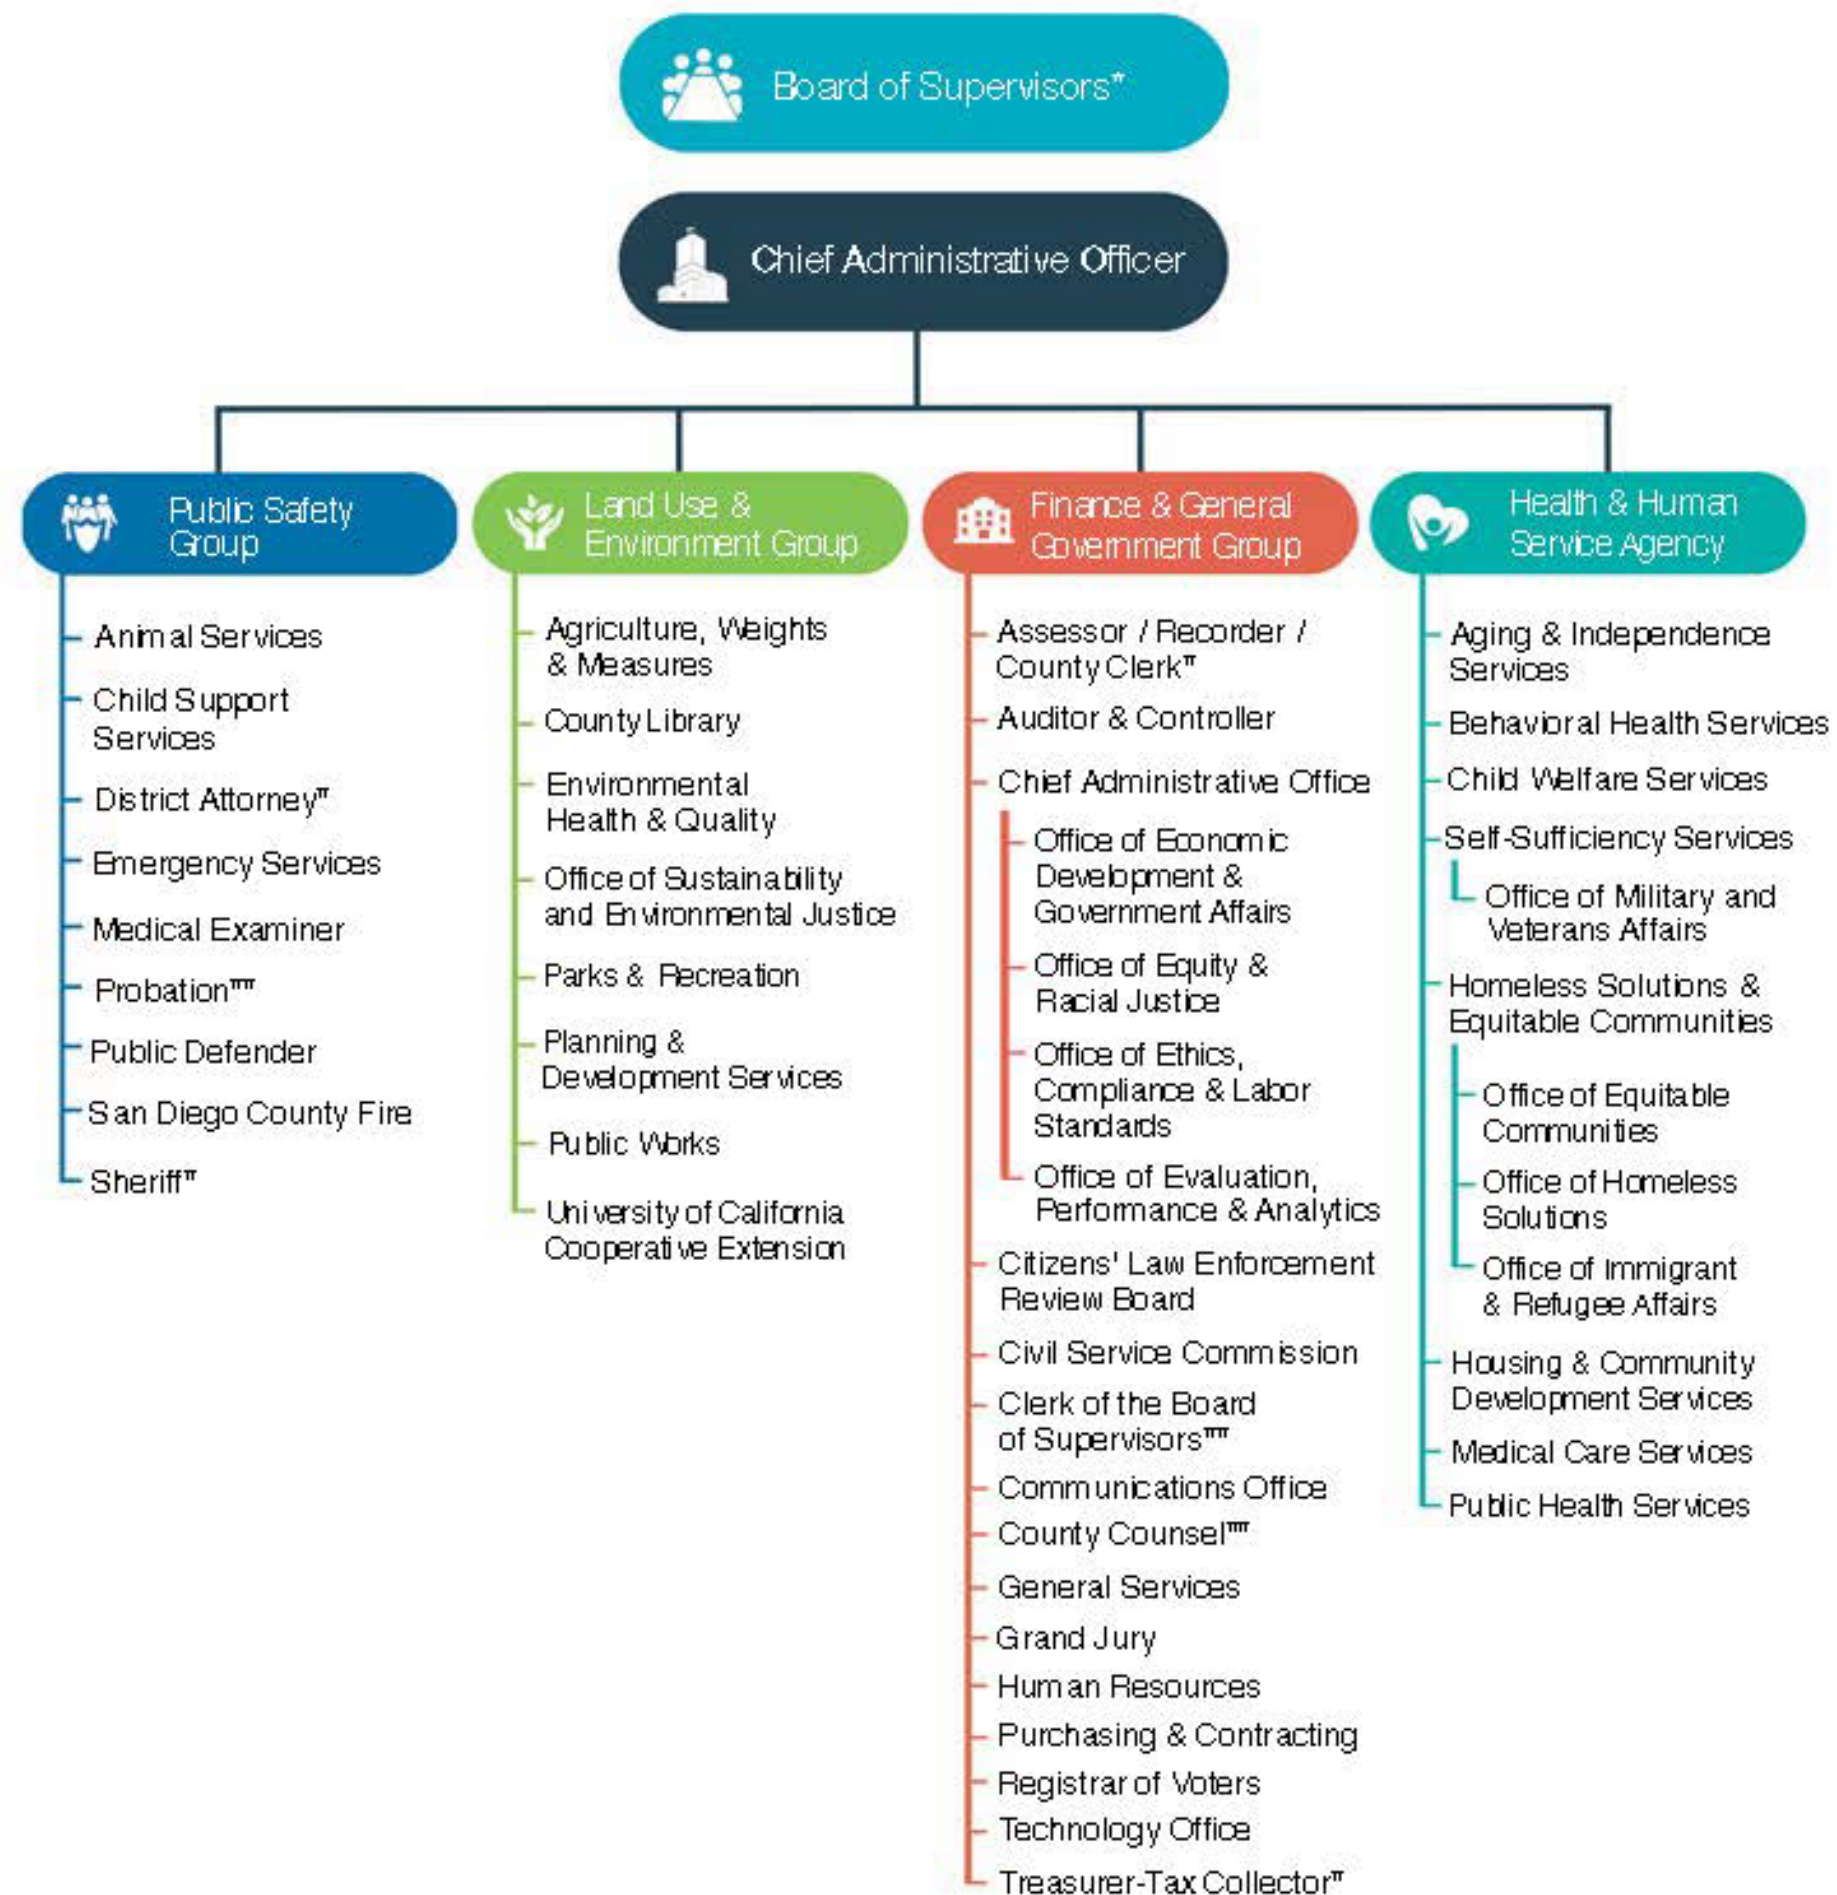 Board of Supervisors*
Chief Administrative Officer
Public Safety
Group
Animal Services
Child Support
Services
District Attorney*
Emergency Services
Medical Examiner
Probation**
Public Defender
San Diego County Fire
Sheriff*
Land Use &
Environment Group
Agriculture, Weights
& Measures
County Library
Environmental
Health & Quality
Office of Sustainability
and Environmental Justice
Parks & Recreation
Planning &
Development Services
Public Works
University of California
Cooperative Extension
Finance & General
Government Group
Assessor / Recorder /
County Clerk*
Auditor & Controller
Chief Administrative Office
Office of Economic
Development &
Government Affairs
Office of Equity &
Racial Justice
Office of Ethics,
Compliance & Labor
Standards
Office of Evaluation,
Performance & Analytics
Citizens' Law Enforcement
Review Board
Civil Service Commission
Clerk of the Board
of Supervisors**
Communications Office
County Counsel**
General Services
Grand Jury
Human Resources
Purchasing & Contracting
Registrar of Voters
Technology Office
Treasurer-Tax Collector*
Health & Human
Service Agency
Aging & Independence
Services
Behavioral Health Services
Child Welfare Services
Self-Sufficiency Services
Office of Military and
Veterans Affairs
Homeless Solutions &
Equitable Communities
Office of Equitable
Communities
Office of Homeless
Solutions
Office of Immigrant
& Refugee Affairs
Housing & Community
Development Services
Medical Care Services
Public Health Services